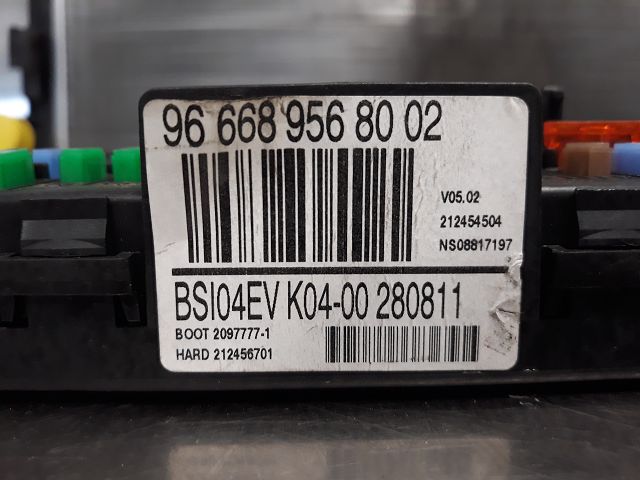 96 668 956 80 02
V05.02
212454504
NS08817197
BSI04EV K04-00 280811
BOOT 2097777-1
HARD 212456701